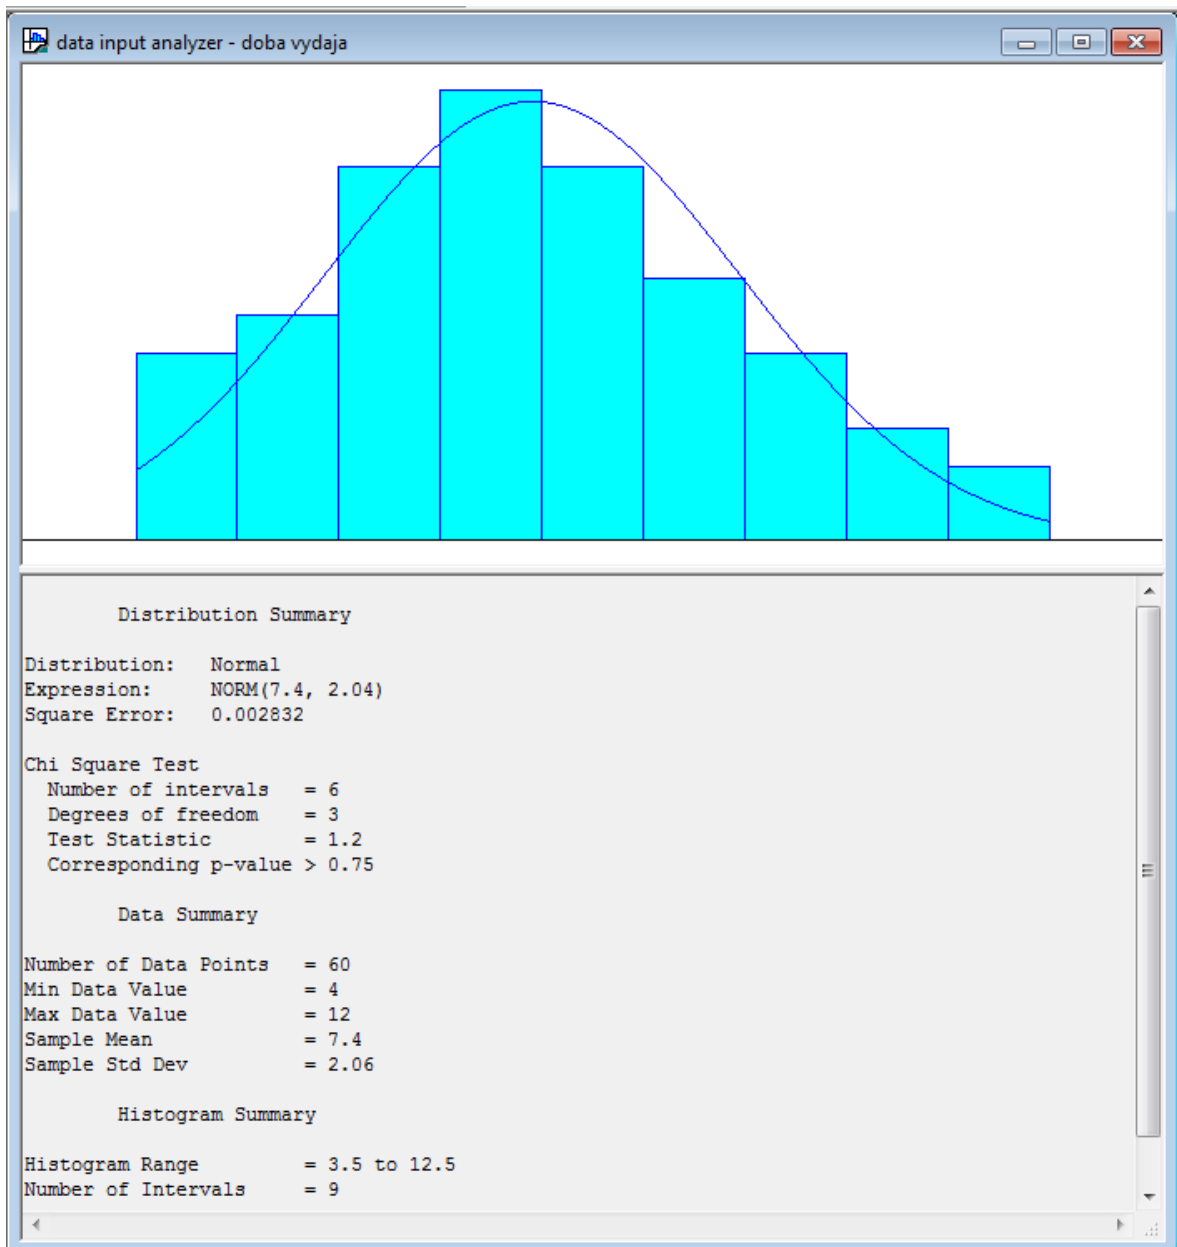 data input analyzer - doba vydaja
Distribution Summary
Distribution: Normal
Expression: NORM(7.4, 2.04)
Square Error: 0.002832
Chi Square Test
Number of intervals = 6
Degrees of freedom = 3
Test Statistic = 1.2
Corresponding p-value > 0.75
Data Summary
Number of Data Points = 60
Min Data Value = 4
Max Data Value = 12
Sample Mean = 7.4
Sample Std Dev = 2.06
Histogram Summary
Histogram Range = 3.5 to 12.5
Number of Intervals = 9